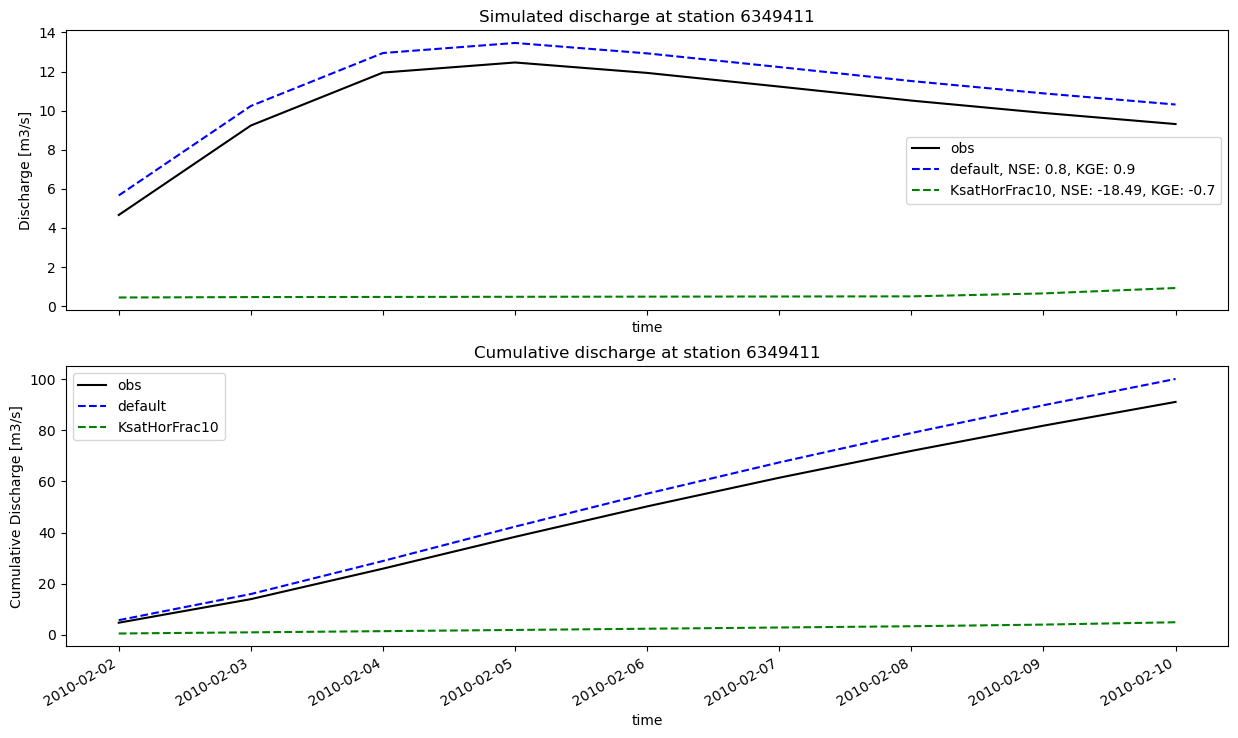 Simulated discharge at station 6349411
Discharge [m3/s]
14
12
10
8
6
4
2
0
obs
default, NSE: 0.8, KGE: 0.9
KsatHorFrac10, NSE: -18.49, KGE: -0.7
time
Cumulative discharge at station 6349411
Cumulative Discharge [m3/s]
100
80
60
40
20
0
obs
default
KsatHorFrac10
2010-02-02
2010-02-03
2010-02-04
2010-02-05
2010-02-06
2010-02-07
2010-02-08
2010-02-09
2010-02-10
time